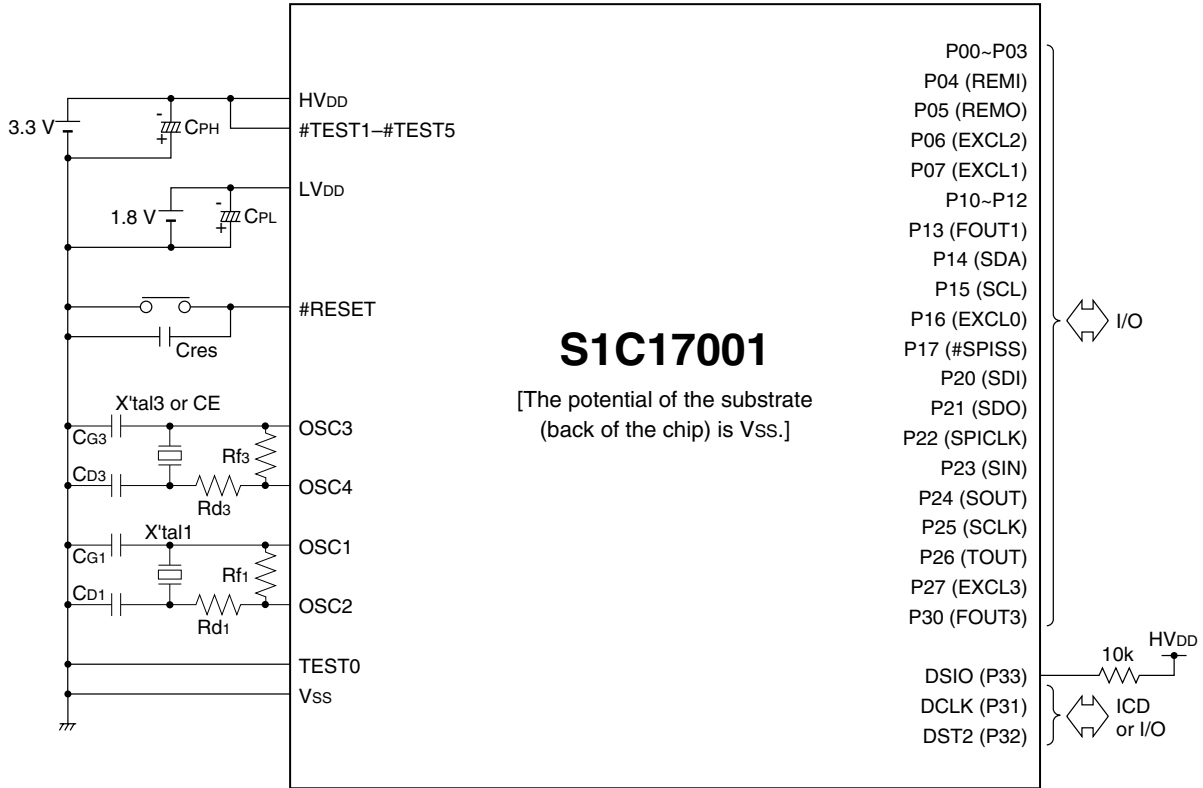 3.3 V
-
+
CPH
HVDD
#TEST1–#TEST5
1.8 V
-
+
CPL
LVDD
#RESET
Cres
X'tal3 or CE
CG3
CD3
Rf3
Rd3
OSC3
OSC4
X'tal1
CG1
CD1
Rf1
Rd1
OSC1
OSC2
TEST0
VSS
S1C17001
[The potential of the substrate
(back of the chip) is VSS.]
P00~P03
P04 (REMI)
P05 (REMO)
P06 (EXCL2)
P07 (EXCL1)
P10~P12
P13 (FOUT1)
P14 (SDA)
P15 (SCL)
P16 (EXCL0)
P17 (#SPISS)
P20 (SDI)
P21 (SDO)
P22 (SPICLK)
P23 (SIN)
P24 (SOUT)
P25 (SCLK)
P26 (TOUT)
P27 (EXCL3)
P30 (FOUT3)
I/O
DSIO (P33)
10k
HVDD
DCLK (P31)
DST2 (P32)
ICD
or I/O